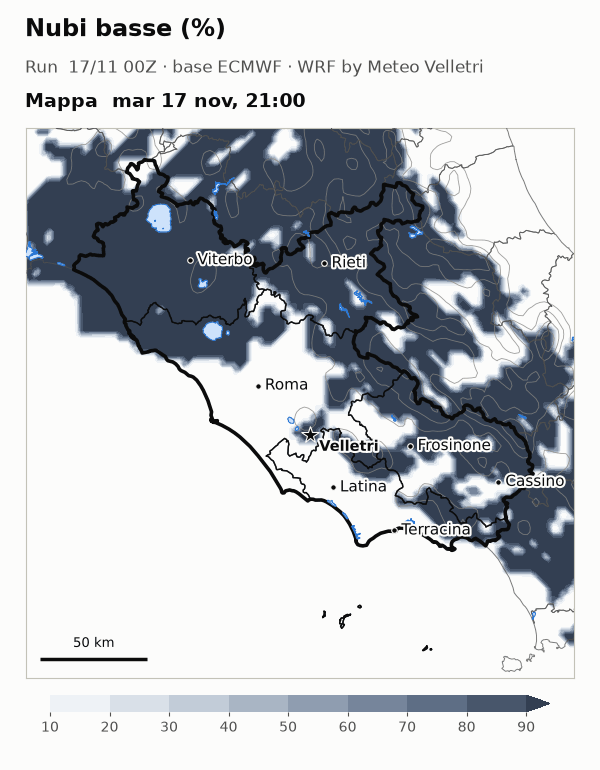 Nubi basse (%)
Run  17/11 00Z · base ECMWF · WRF by Meteo Velletri
Mappa  mar 17 nov, 21:00
Viterbo
Rieti
Roma
Velletri
Frosinone
Cassino
Latina
Terracina
50 km
10 20 30 40 50 60 70 80 90